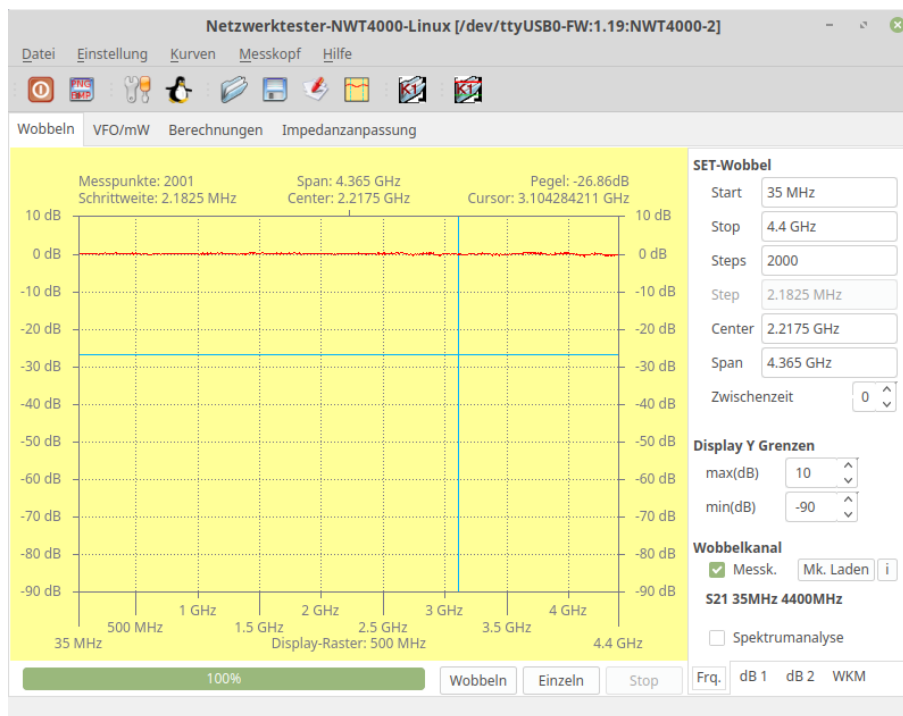 Netzwerktester-NWT4000-Linux [/dev/ttyUSB0-FW:1.19:NWT4000-2]
Datei Einstellung Kurven Messkopf Hilfe
PNG
BMP
K1
K1
Wobbeln VFO/mW Berechnungen Impedanzanpassung
Messpunkte: 2001 Span: 4.365 GHz Pegel: -26.86dB
Schrittweite: 2.1825 MHz Center: 2.2175 GHz Cursor: 3.104284211 GHz
10 dB 10 dB
0 dB 0 dB
-10 dB -10 dB
-20 dB -20 dB
-30 dB -30 dB
-40 dB -40 dB
-50 dB -50 dB
-60 dB -60 dB
-70 dB -70 dB
-80 dB -80 dB
-90 dB -90 dB
1 GHz 2 GHz 3 GHz 4 GHz
500 MHz 1.5 GHz 2.5 GHz 3.5 GHz
35 MHz Display-Raster: 500 MHz 4.4 GHz
100% Wobbeln Einzeln Stop
SET-Wobbel
Start 35 MHz
Stop 4.4 GHz
Steps 2000
Step 2.1825 MHz
Center 2.2175 GHz
Span 4.365 GHz
Zwischenzeit 0
Display Y Grenzen
max(dB) 10
min(dB) -90
Wobbelkanal
Messk. Mk. Laden i
S21 35MHz 4400MHz
Spektrumanalyse
Frq. dB 1 dB 2 WKM